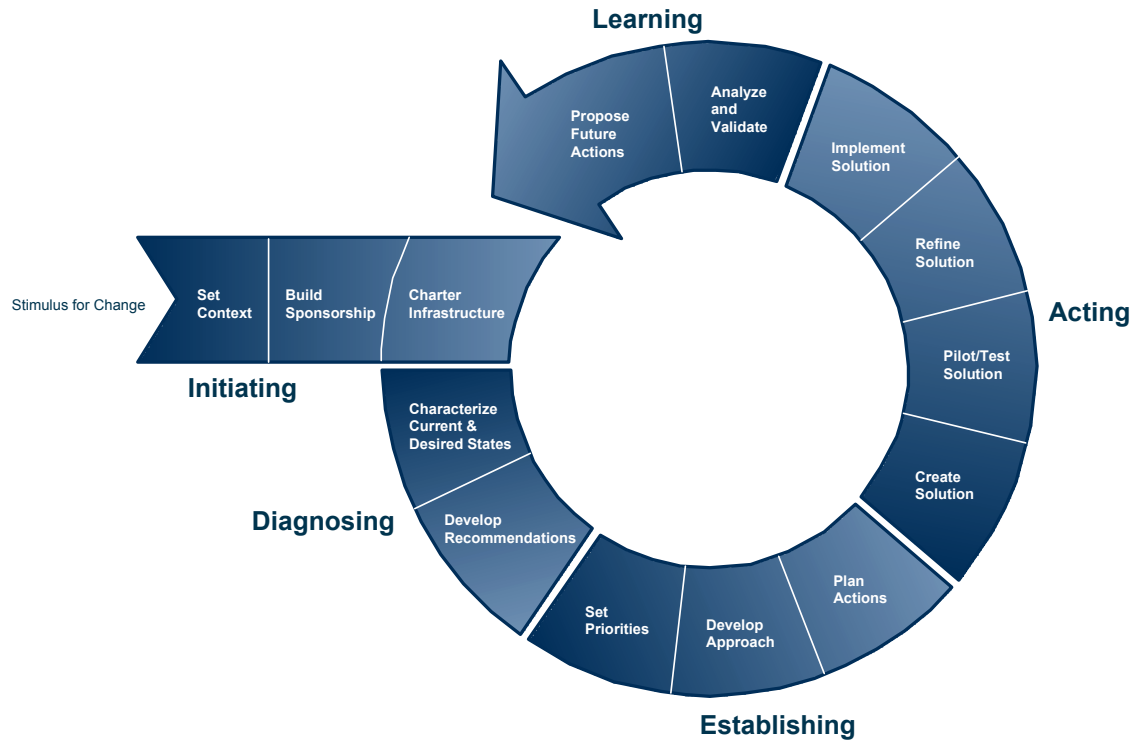 Learning
Analyze
and
Validate
Propose
Future
Actions
Implement
Solution
Refine
Solution
Acting
Pilot/Test
Solution
Create
Solution
Stimulus for Change
Set
Context
Build
Sponsorship
Charter
Infrastructure
Initiating
Characterize
Current &
Desired States
Diagnosing
Develop
Recommendations
Set
Priorities
Develop
Approach
Plan
Actions
Establishing